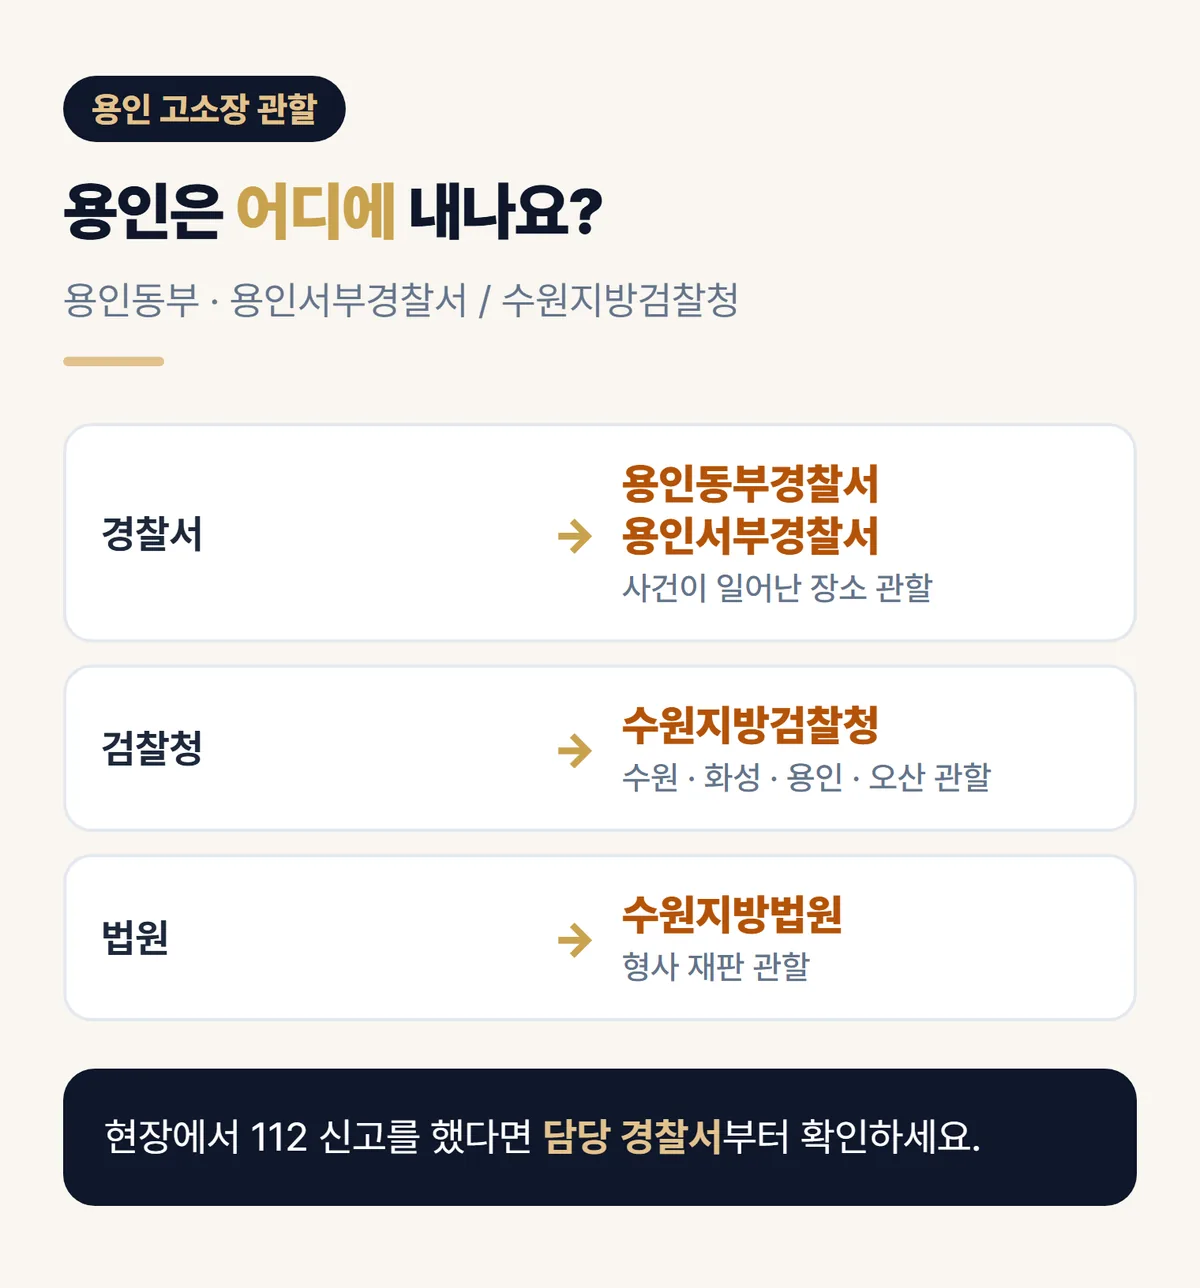 용인 고소장 관할
용인은 어디에 내나요?
용인동부 · 용인서부경찰서 / 수원지방검찰청
경찰서
→
용인동부경찰서
용인서부경찰서
사건이 일어난 장소 관할
검찰청
→
수원지방검찰청
수원 · 화성 · 용인 · 오산 관할
법원
→
수원지방법원
형사 재판 관할
현장에서 112 신고를 했다면 담당 경찰서부터 확인하세요.